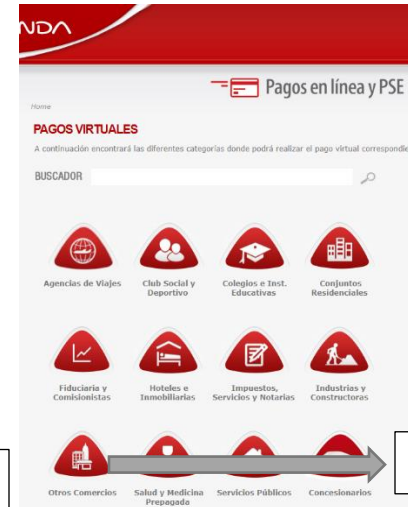 NDA
Pagos en línea y PSE
Home
PAGOS VIRTUALES
A continuación encontrará las diferentes categorías donde podrá realizar el pago virtual correspondie
BUSCADOR
Agencias de Viajes
Club Social y
Deportivo
Colegios e Inst.
Educativas
Conjuntos
Residenciales
Fiduciaria y
Comisionistas
Hoteles e
Inmobiliarias
Impuestos,
Servicios y Notarias
Industrias y
Constructoras
Otros Comercios
Salud y Medicina
Prepagada
Servicios Públicos
Concesionarios